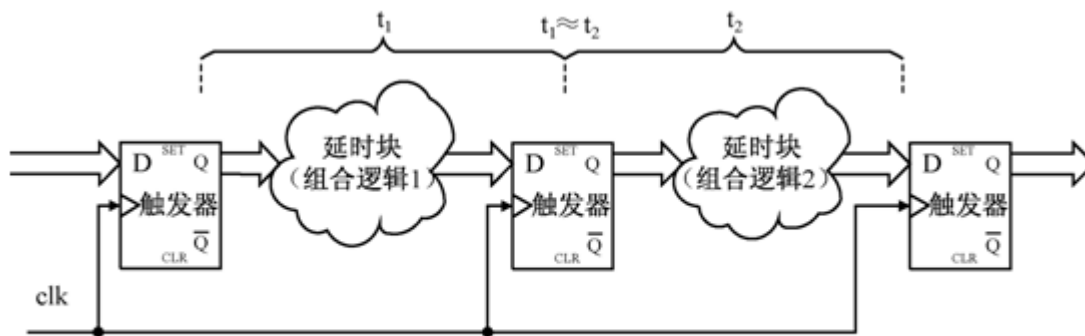 t₁
t₁≈t₂
t₂
D
SET
Q
触发器
Q̅
CLR
延时块
（组合逻辑1）
D
SET
Q
触发器
Q̅
CLR
延时块
（组合逻辑2）
D
SET
Q
触发器
Q̅
CLR
clk